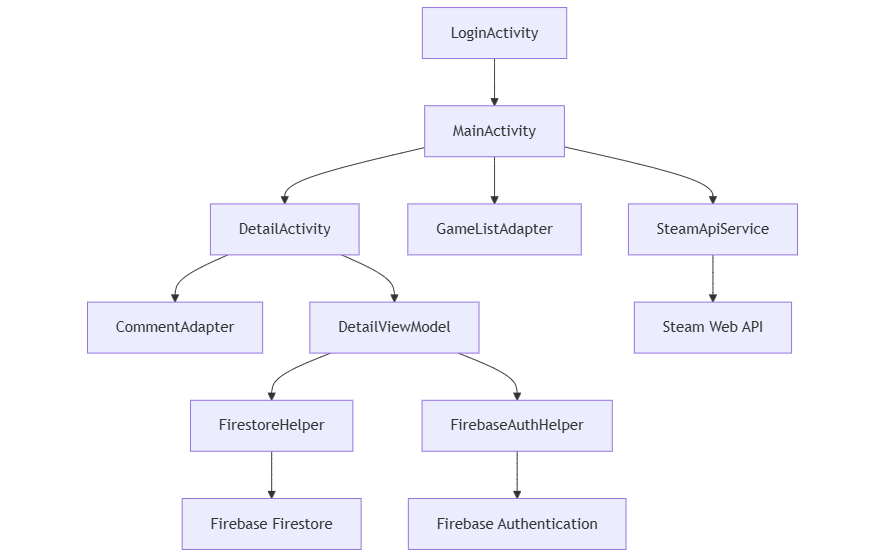 LoginActivity
MainActivity
DetailActivity
GameListAdapter
SteamApiService
CommentAdapter
DetailViewModel
Steam Web API
FirestoreHelper
FirebaseAuthHelper
Firebase Firestore
Firebase Authentication